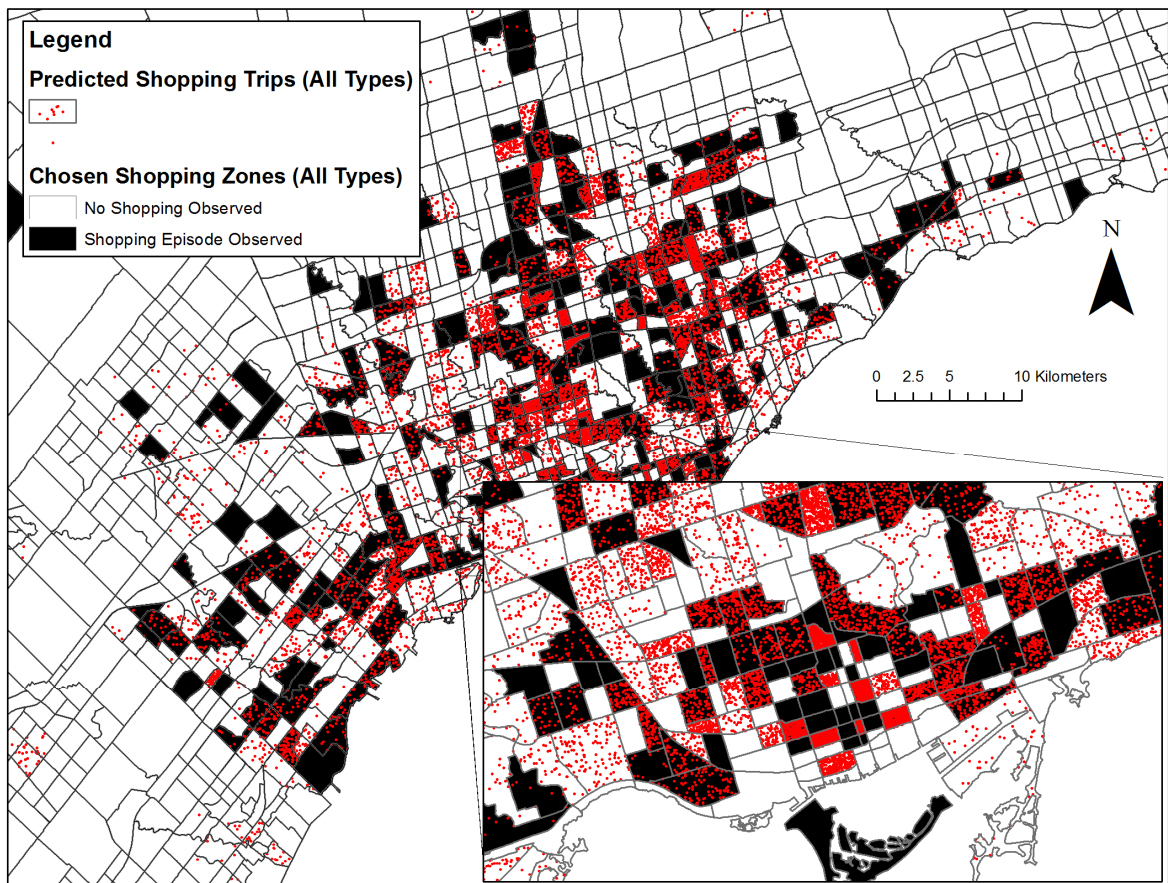 Legend
Predicted Shopping Trips (All Types)
Chosen Shopping Zones (All Types)
No Shopping Observed
Shopping Episode Observed
N
0 2.5 5 10 Kilometers